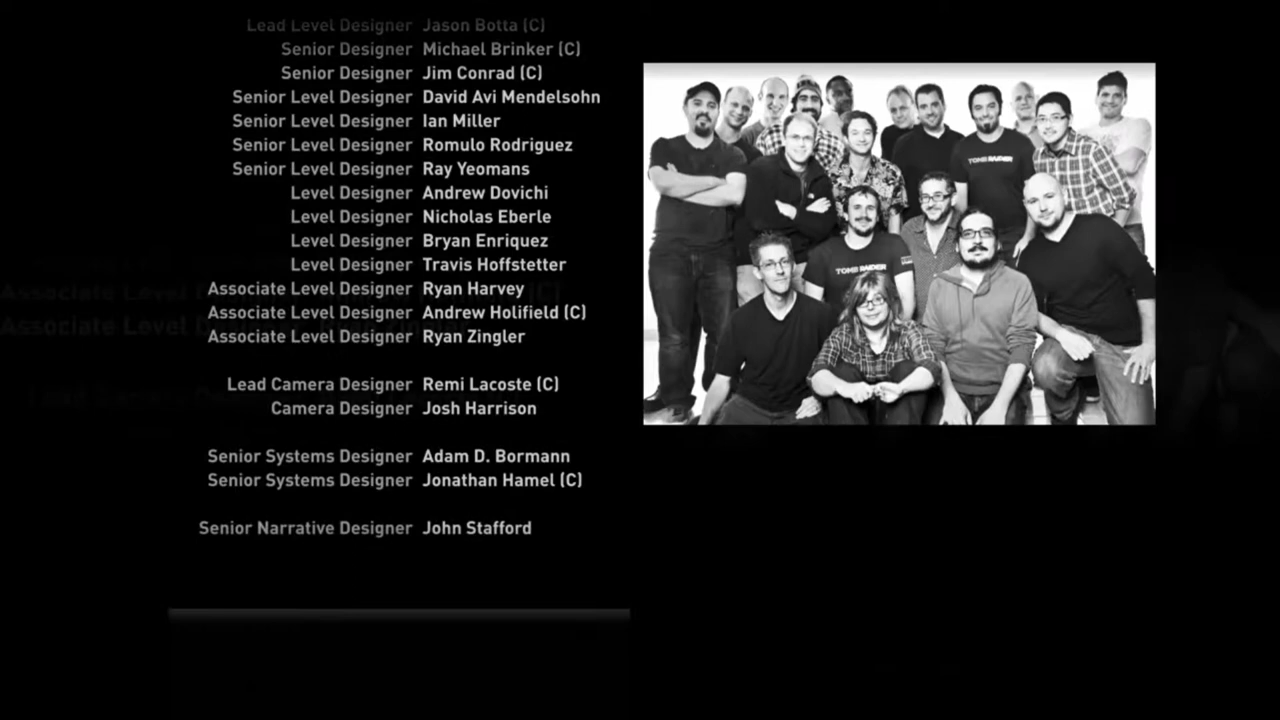 Lead Level Designer Jason Botta (C)
Senior Designer Michael Brinker (C)
Senior Designer Jim Conrad (C)
Senior Level Designer David Avi Mendelsohn
Senior Level Designer Ian Miller
Senior Level Designer Romulo Rodriguez
Senior Level Designer Ray Yeomans
Level Designer Andrew Dovichi
Level Designer Nicholas Eberle
Level Designer Bryan Enriquez
Level Designer Travis Hoffstetter
Associate Level Designer Ryan Harvey
Associate Level Designer Andrew Holifield (C)
Associate Level Designer Ryan Zingler
Lead Camera Designer Remi Lacoste (C)
Camera Designer Josh Harrison
Senior Systems Designer Adam D. Bormann
Senior Systems Designer Jonathan Hamel (C)
Senior Narrative Designer John Stafford
TOMB RAIDER
TOMB RAIDER